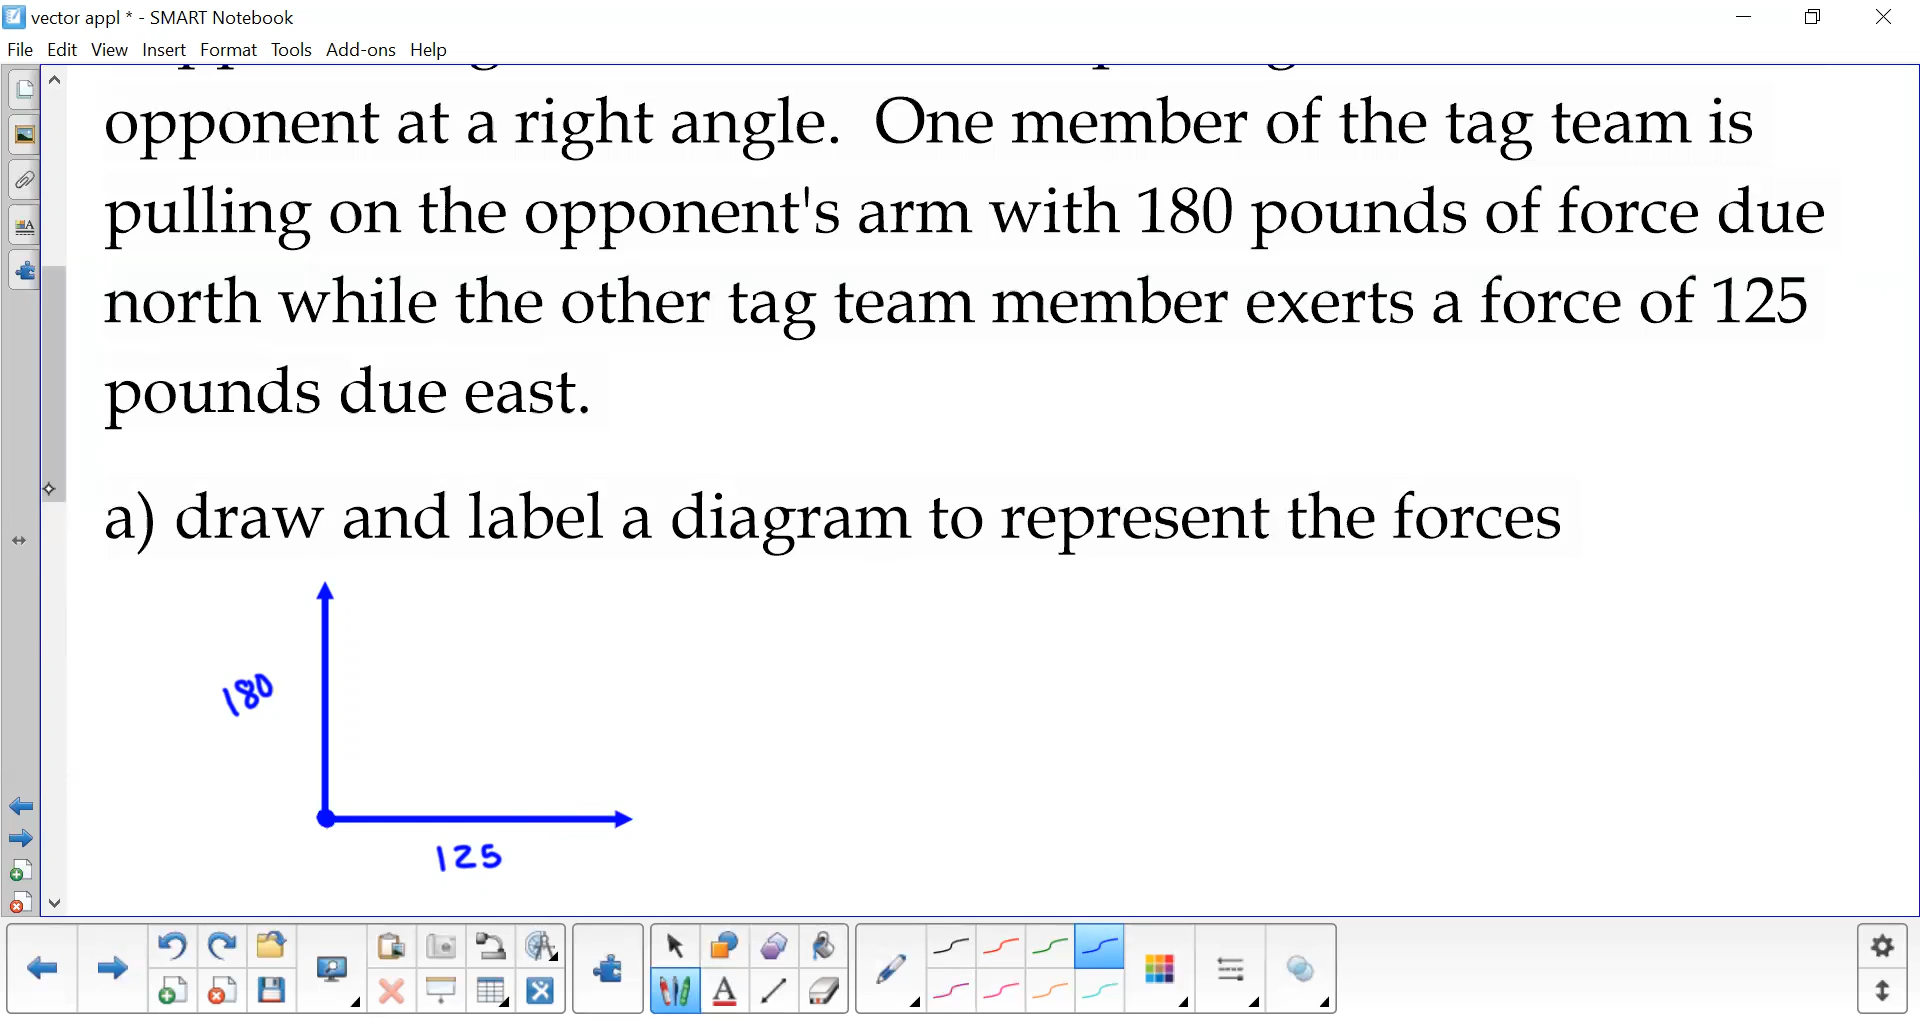 vector appl * - SMART Notebook
File Edit View Insert Format Tools Add-ons Help
opponent at a right angle. One member of the tag team is
pulling on the opponent's arm with 180 pounds of force due
north while the other tag team member exerts a force of 125
pounds due east.
a) draw and label a diagram to represent the forces
180
125